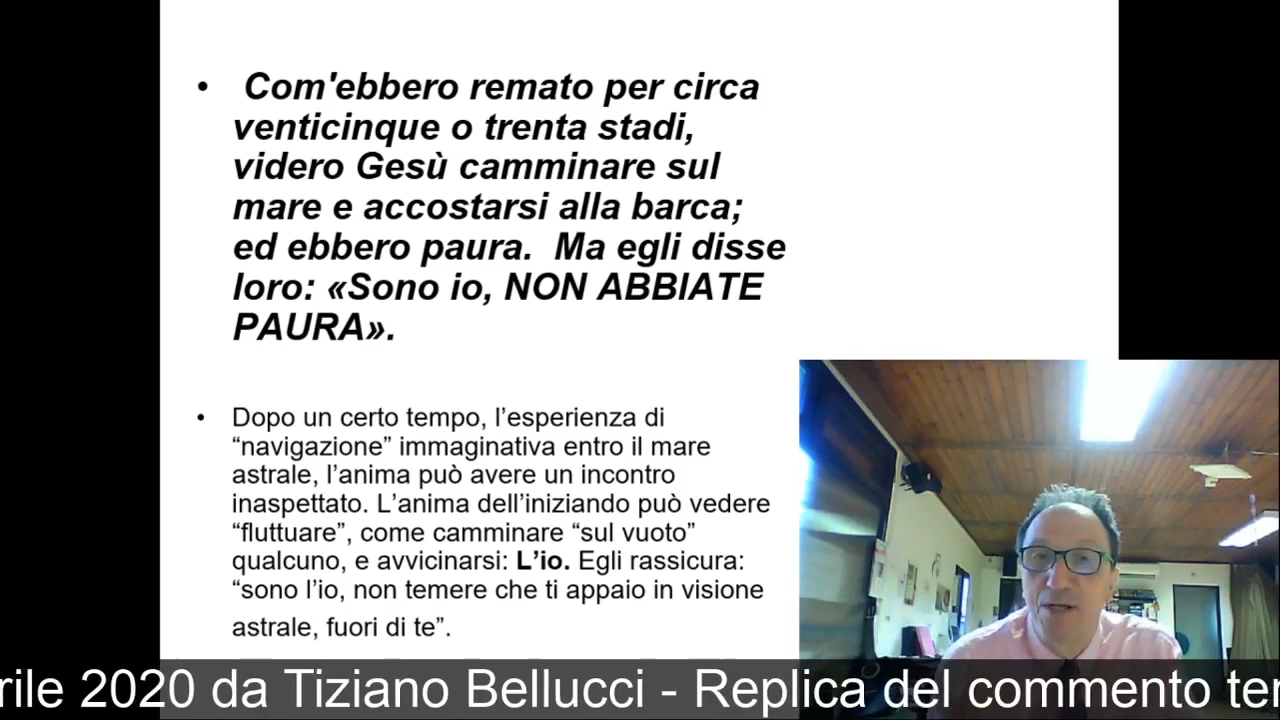 • Com'ebbero remato per circa
venticinque o trenta stadi,
videro Gesù camminare sul
mare e accostarsi alla barca;
ed ebbero paura. Ma egli disse
loro: «Sono io, NON ABBIATE
PAURA».
• Dopo un certo tempo, l’esperienza di
“navigazione” immaginativa entro il mare
astrale, l’anima può avere un incontro
inaspettato. L’anima dell’iniziando può vedere
“fluttuare”, come camminare “sul vuoto”
qualcuno, e avvicinarsi: L’io. Egli rassicura:
“sono l’io, non temere che ti appaio in visione
astrale, fuori di te”.
rile 2020 da Tiziano Bellucci - Replica del commento ter